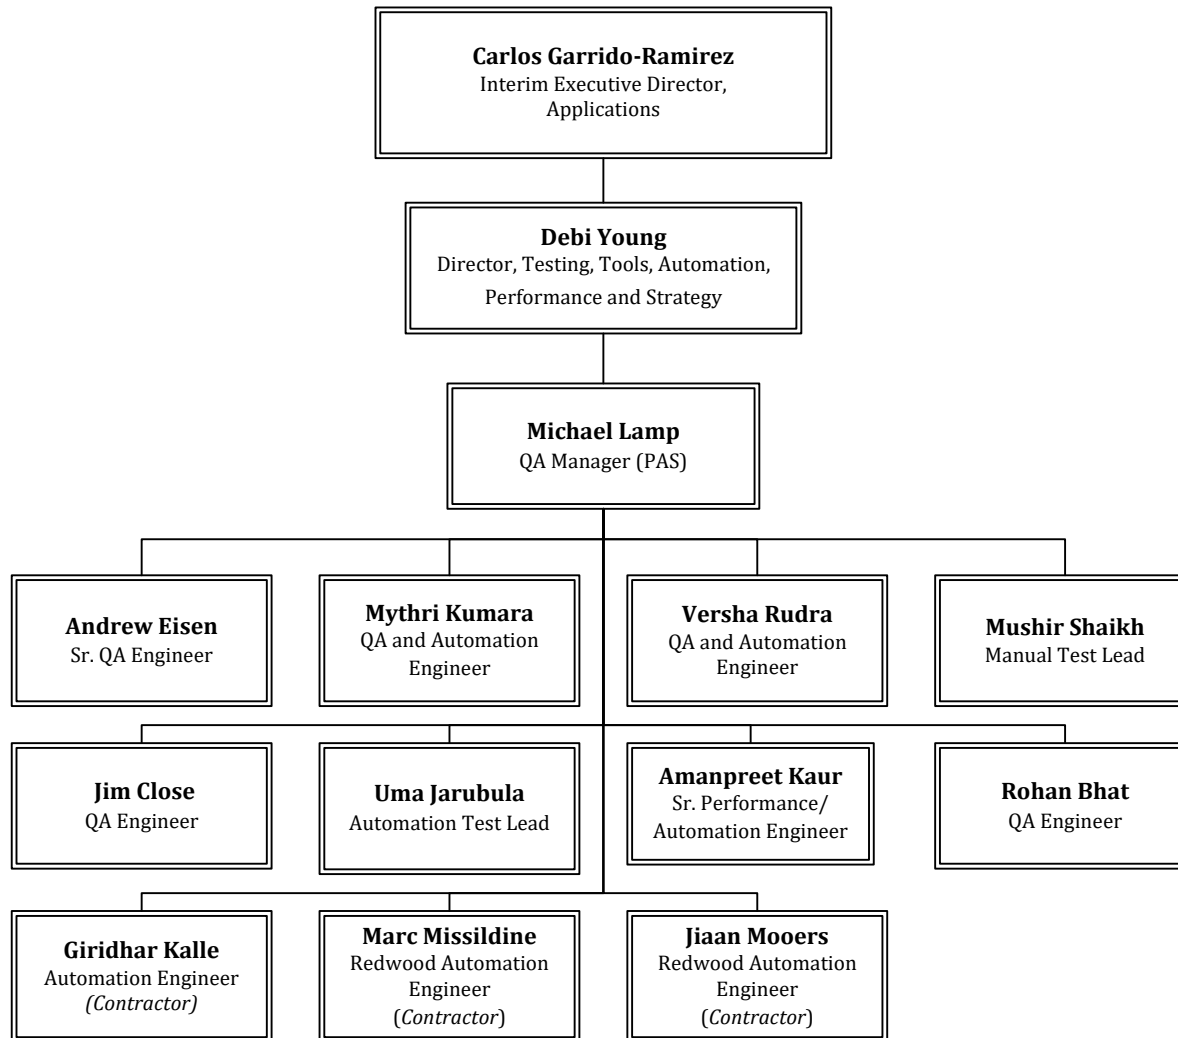 Carlos Garrido-Ramirez
Interim Executive Director,
Applications
Debi Young
Director, Testing, Tools, Automation,
Performance and Strategy
Michael Lamp
QA Manager (PAS)
Andrew Eisen
Sr. QA Engineer
Mythri Kumara
QA and Automation
Engineer
Versha Rudra
QA and Automation
Engineer
Mushir Shaikh
Manual Test Lead
Jim Close
QA Engineer
Uma Jarubula
Automation Test Lead
Amanpreet Kaur
Sr. Performance/
Automation Engineer
Rohan Bhat
QA Engineer
Giridhar Kalle
Automation Engineer
(Contractor)
Marc Missildine
Redwood Automation
Engineer
(Contractor)
Jiaan Mooers
Redwood Automation
Engineer
(Contractor)